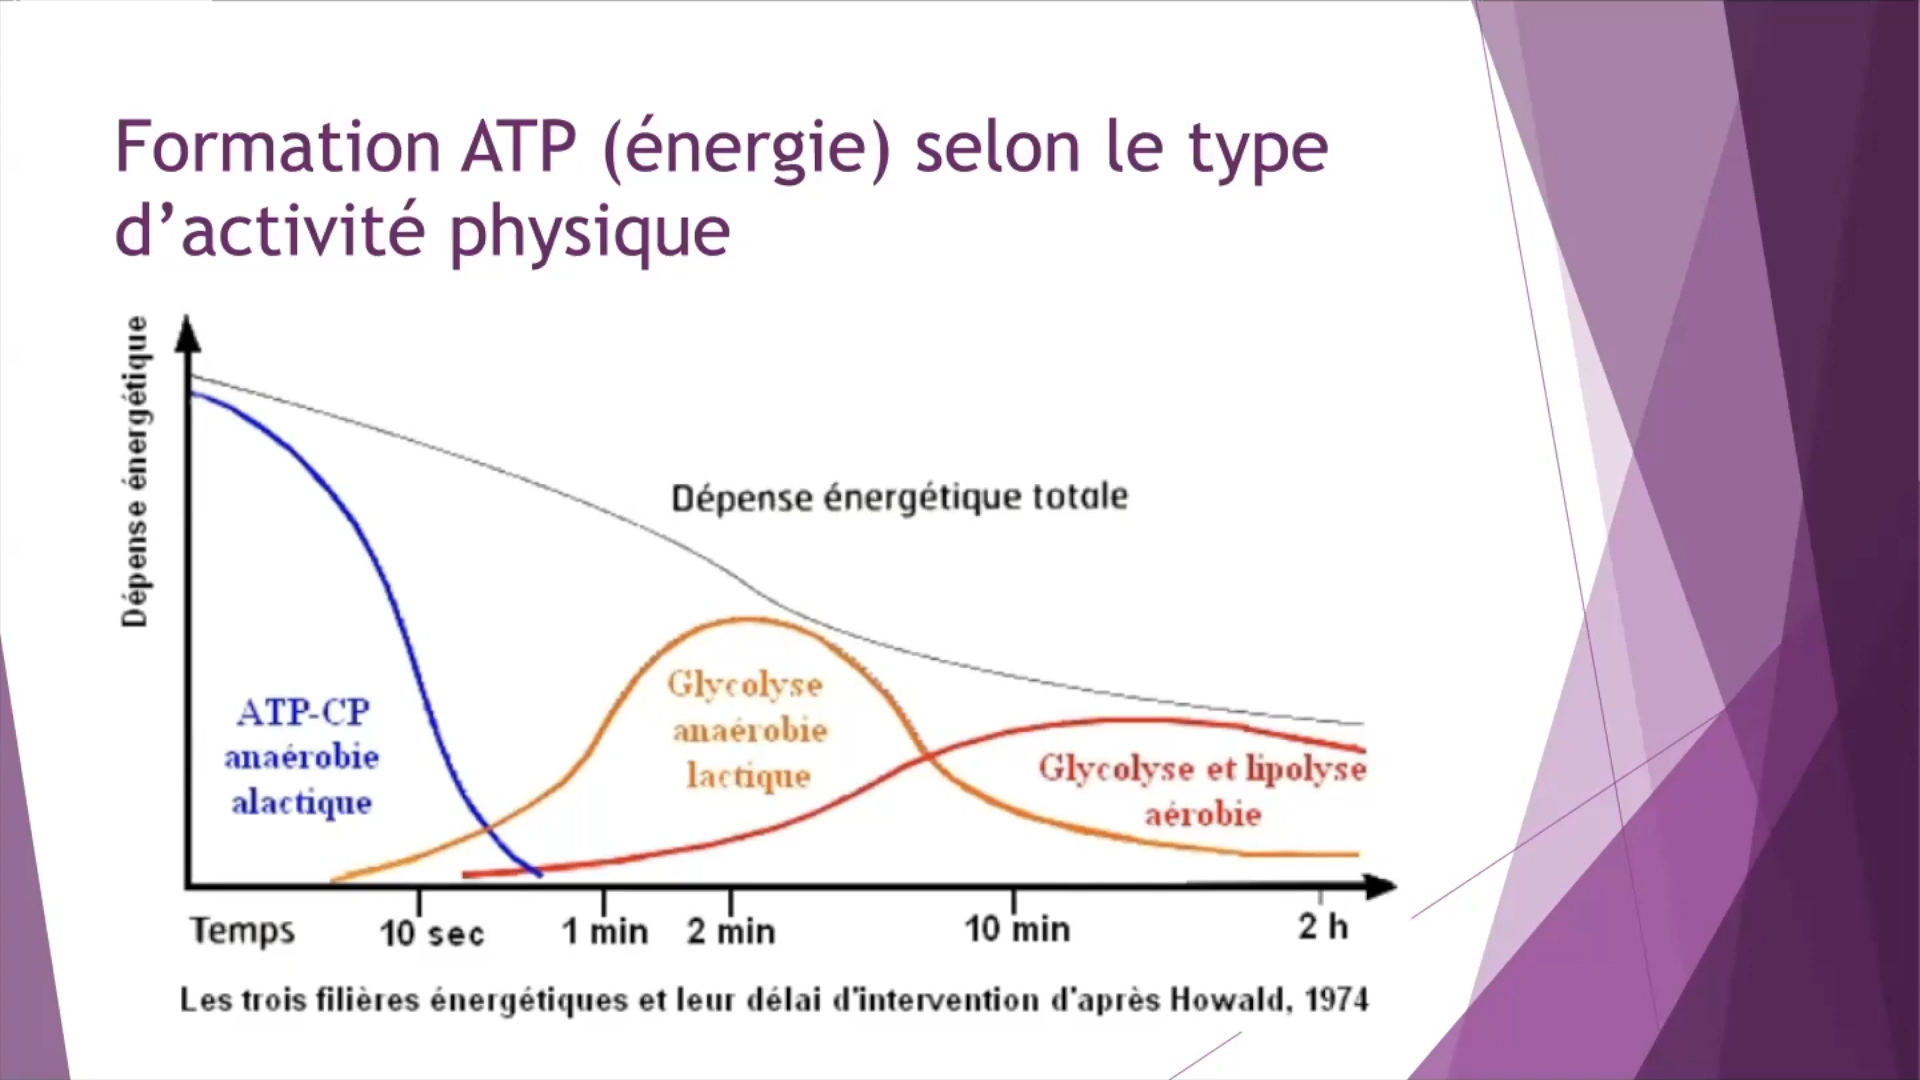 Formation ATP (énergie) selon le type
d’activité physique
Dépense énergétique
Dépense énergétique totale
ATP-CP
anaérobie
alactique
Glycolyse
anaérobie
lactique
Glycolyse et lipolyse
aérobie
Temps
10 sec
1 min
2 min
10 min
2 h
Les trois filières énergétiques et leur délai d'intervention d'après Howald, 1974